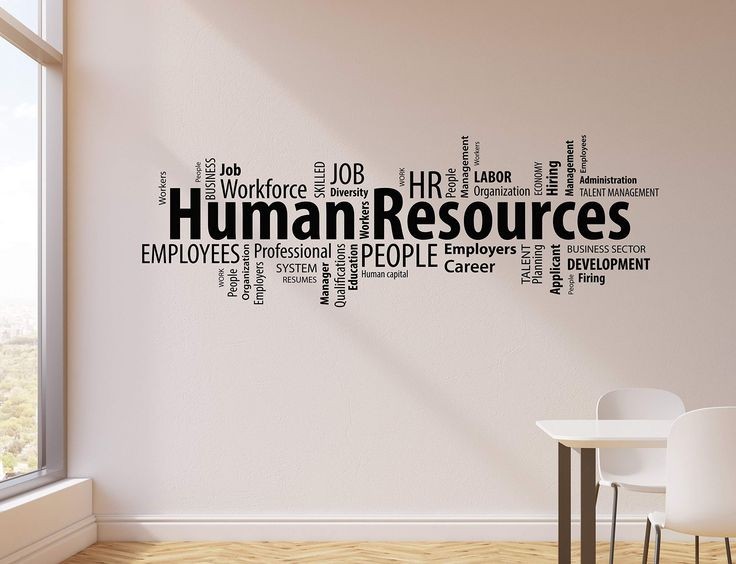 Workers
People
BUSINESS
Job
Workforce
SKILLED
JOB
Diversity
Workers
WORK
HR
People
Management
Workers
LABOR
Organization
ECONOMY
Hiring
Management
Employees
Administration
TALENT MANAGEMENT
Human Resources
EMPLOYEES
WORK
People
Organization
Employers
Professional
SYSTEM
RESUMES
Manager
Qualifications
Education
PEOPLE
Human capital
Employers
Career
TALENT
Planning
Applicant
People
BUSINESS SECTOR
DEVELOPMENT
Firing